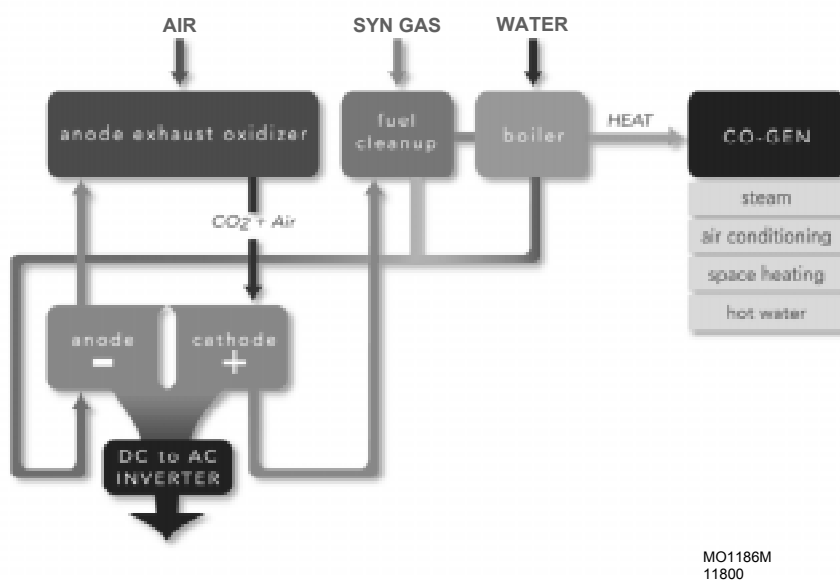 AIR
SYN GAS
WATER
anode exhaust oxidizer
fuel
cleanup
boiler
HEAT
CO-GEN
steam
air conditioning
space heating
hot water
CO2 + Air
anode
-
cathode
+
DC to AC
INVERTER
MO1186M
11800